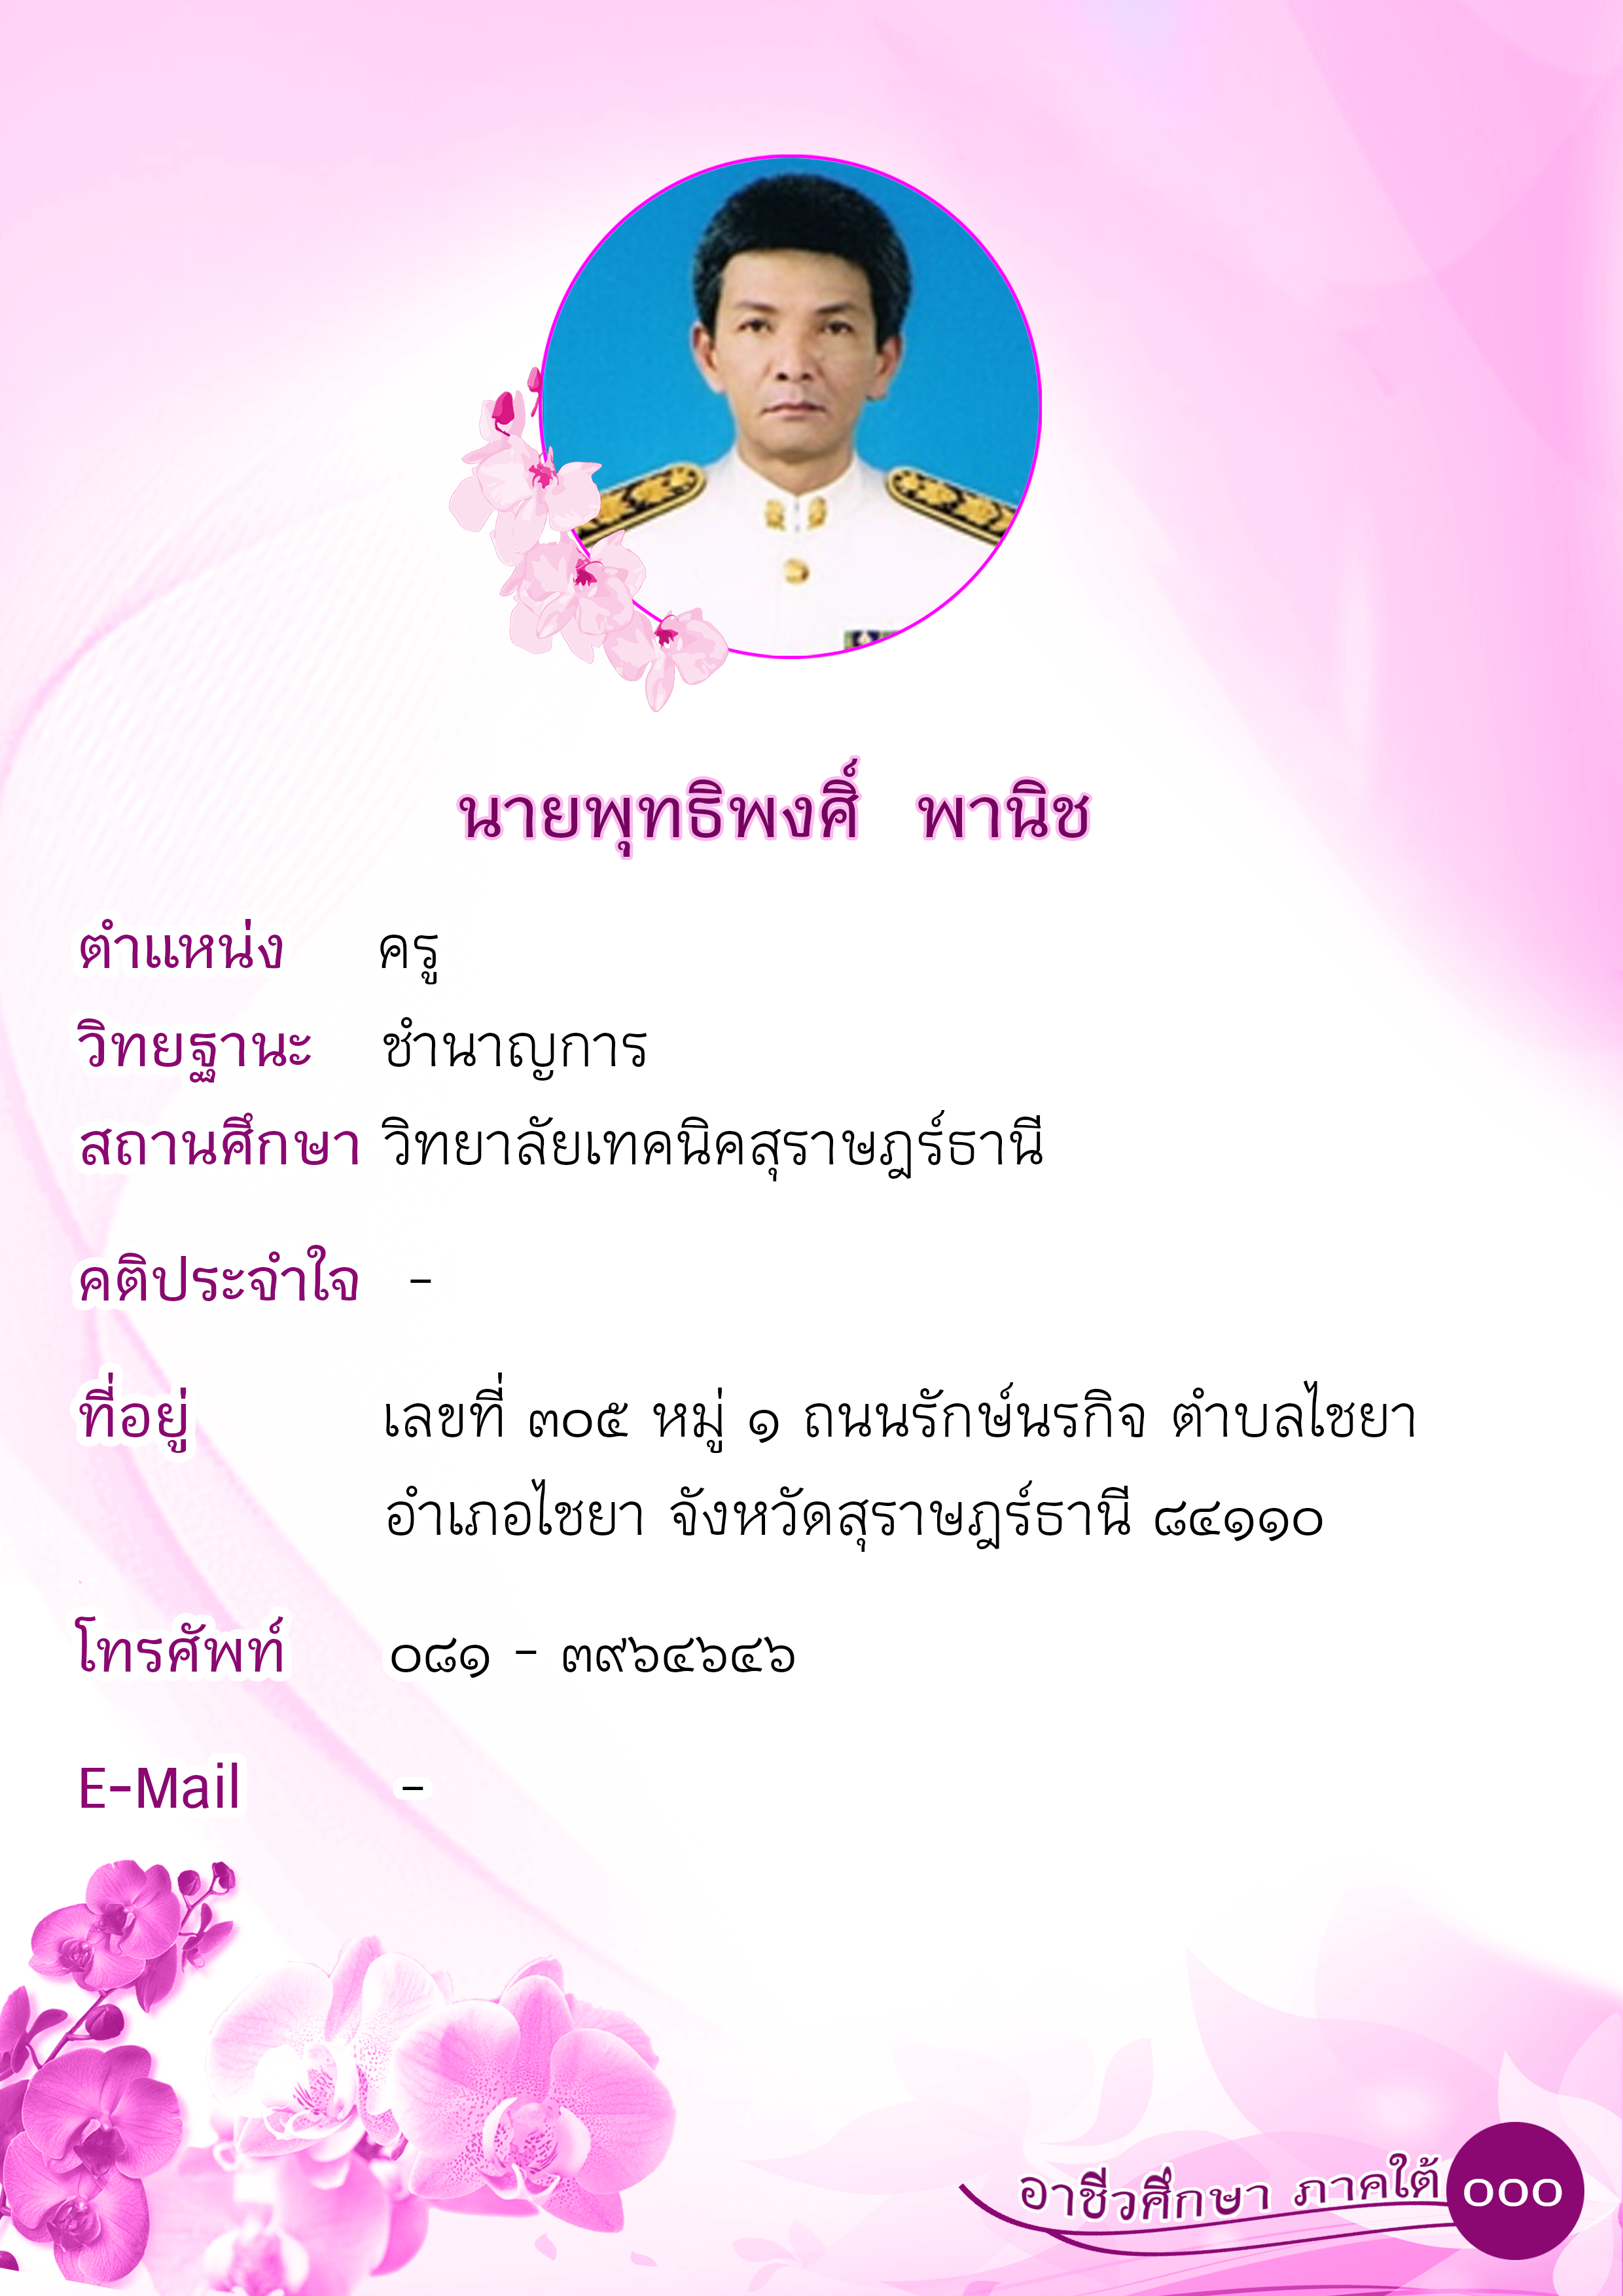 นายพุทธิพงศิ์ พานิช
ตำแหน่ง ครู
วิทยฐานะ ชำนาญการ
สถานศึกษา วิทยาลัยเทคนิคสุราษฎร์ธานี
คติประจำใจ -
ที่อยู่ เลขที่ ๓๐๕ หมู่ ๑ ถนนรักษ์นรกิจ ตำบลไชยา
อำเภอไชยา จังหวัดสุราษฎร์ธานี ๘๔๑๑๐
โทรศัพท์ ๐๘๑ - ๓๙๖๔๖๔๖
E-Mail -
อาชีวศึกษา ภาคใต้ ๐๐๐